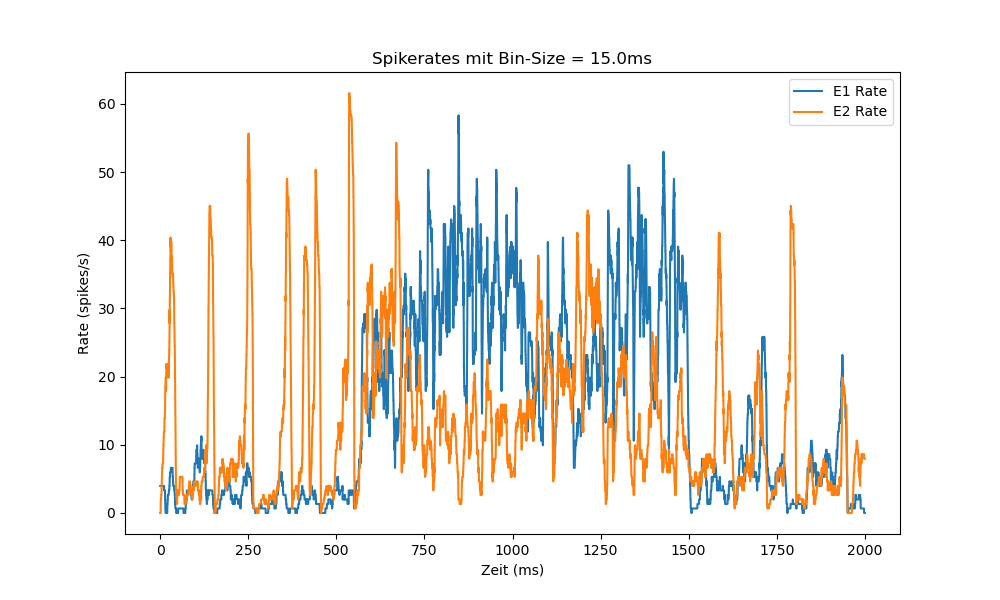 Spikerates mit Bin-Size = 15.0ms
E1 Rate
E2 Rate
60
50
40
30
20
10
0
Rate (spikes/s)
0 250 500 750 1000 1250 1500 1750 2000
Zeit (ms)